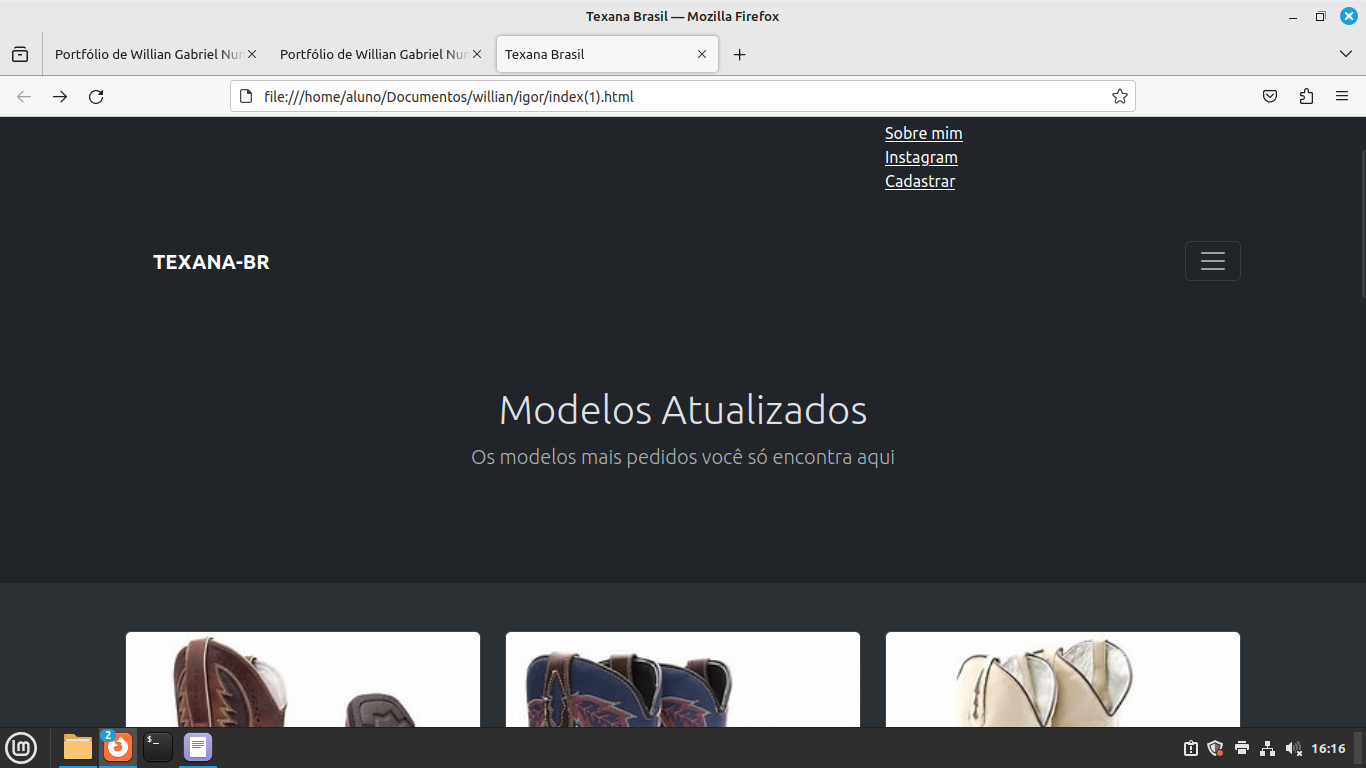 Texana Brasil — Mozilla Firefox
Portfólio de Willian Gabriel Nun
Portfólio de Willian Gabriel Nun
Texana Brasil
file:///home/aluno/Documentos/willian/igor/index(1).html
Sobre mim
Instagram
Cadastrar
TEXANA-BR
Modelos Atualizados
Os modelos mais pedidos você só encontra aqui
2
$_
16:16